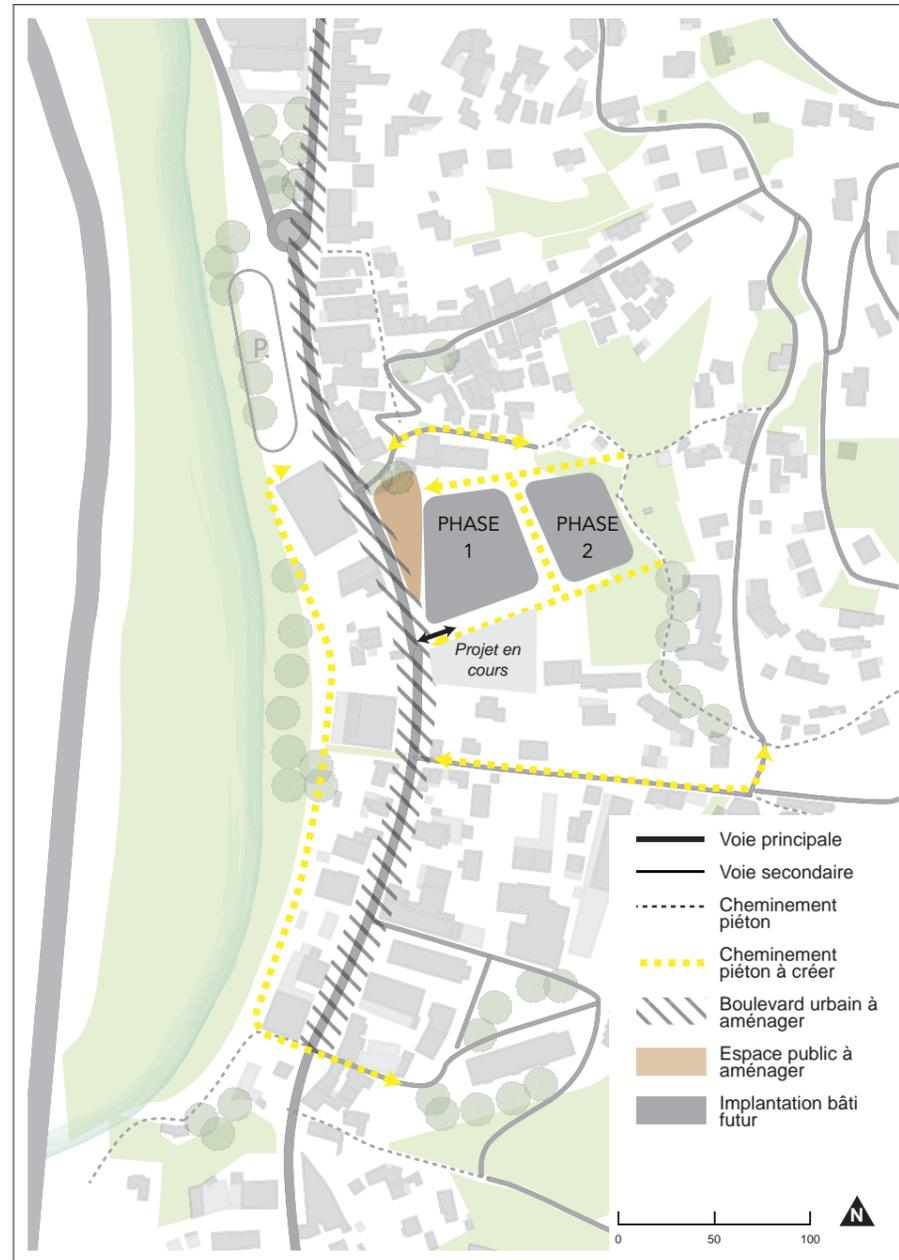 P
PHASE
1
PHASE
2
Projet en
cours
Voie principale
Voie secondaire
Cheminement
piéton
Cheminement
piéton à créer
Boulevard urbain à
aménager
Espace public à
aménager
Implantation bâti
futur
N
0
50
100